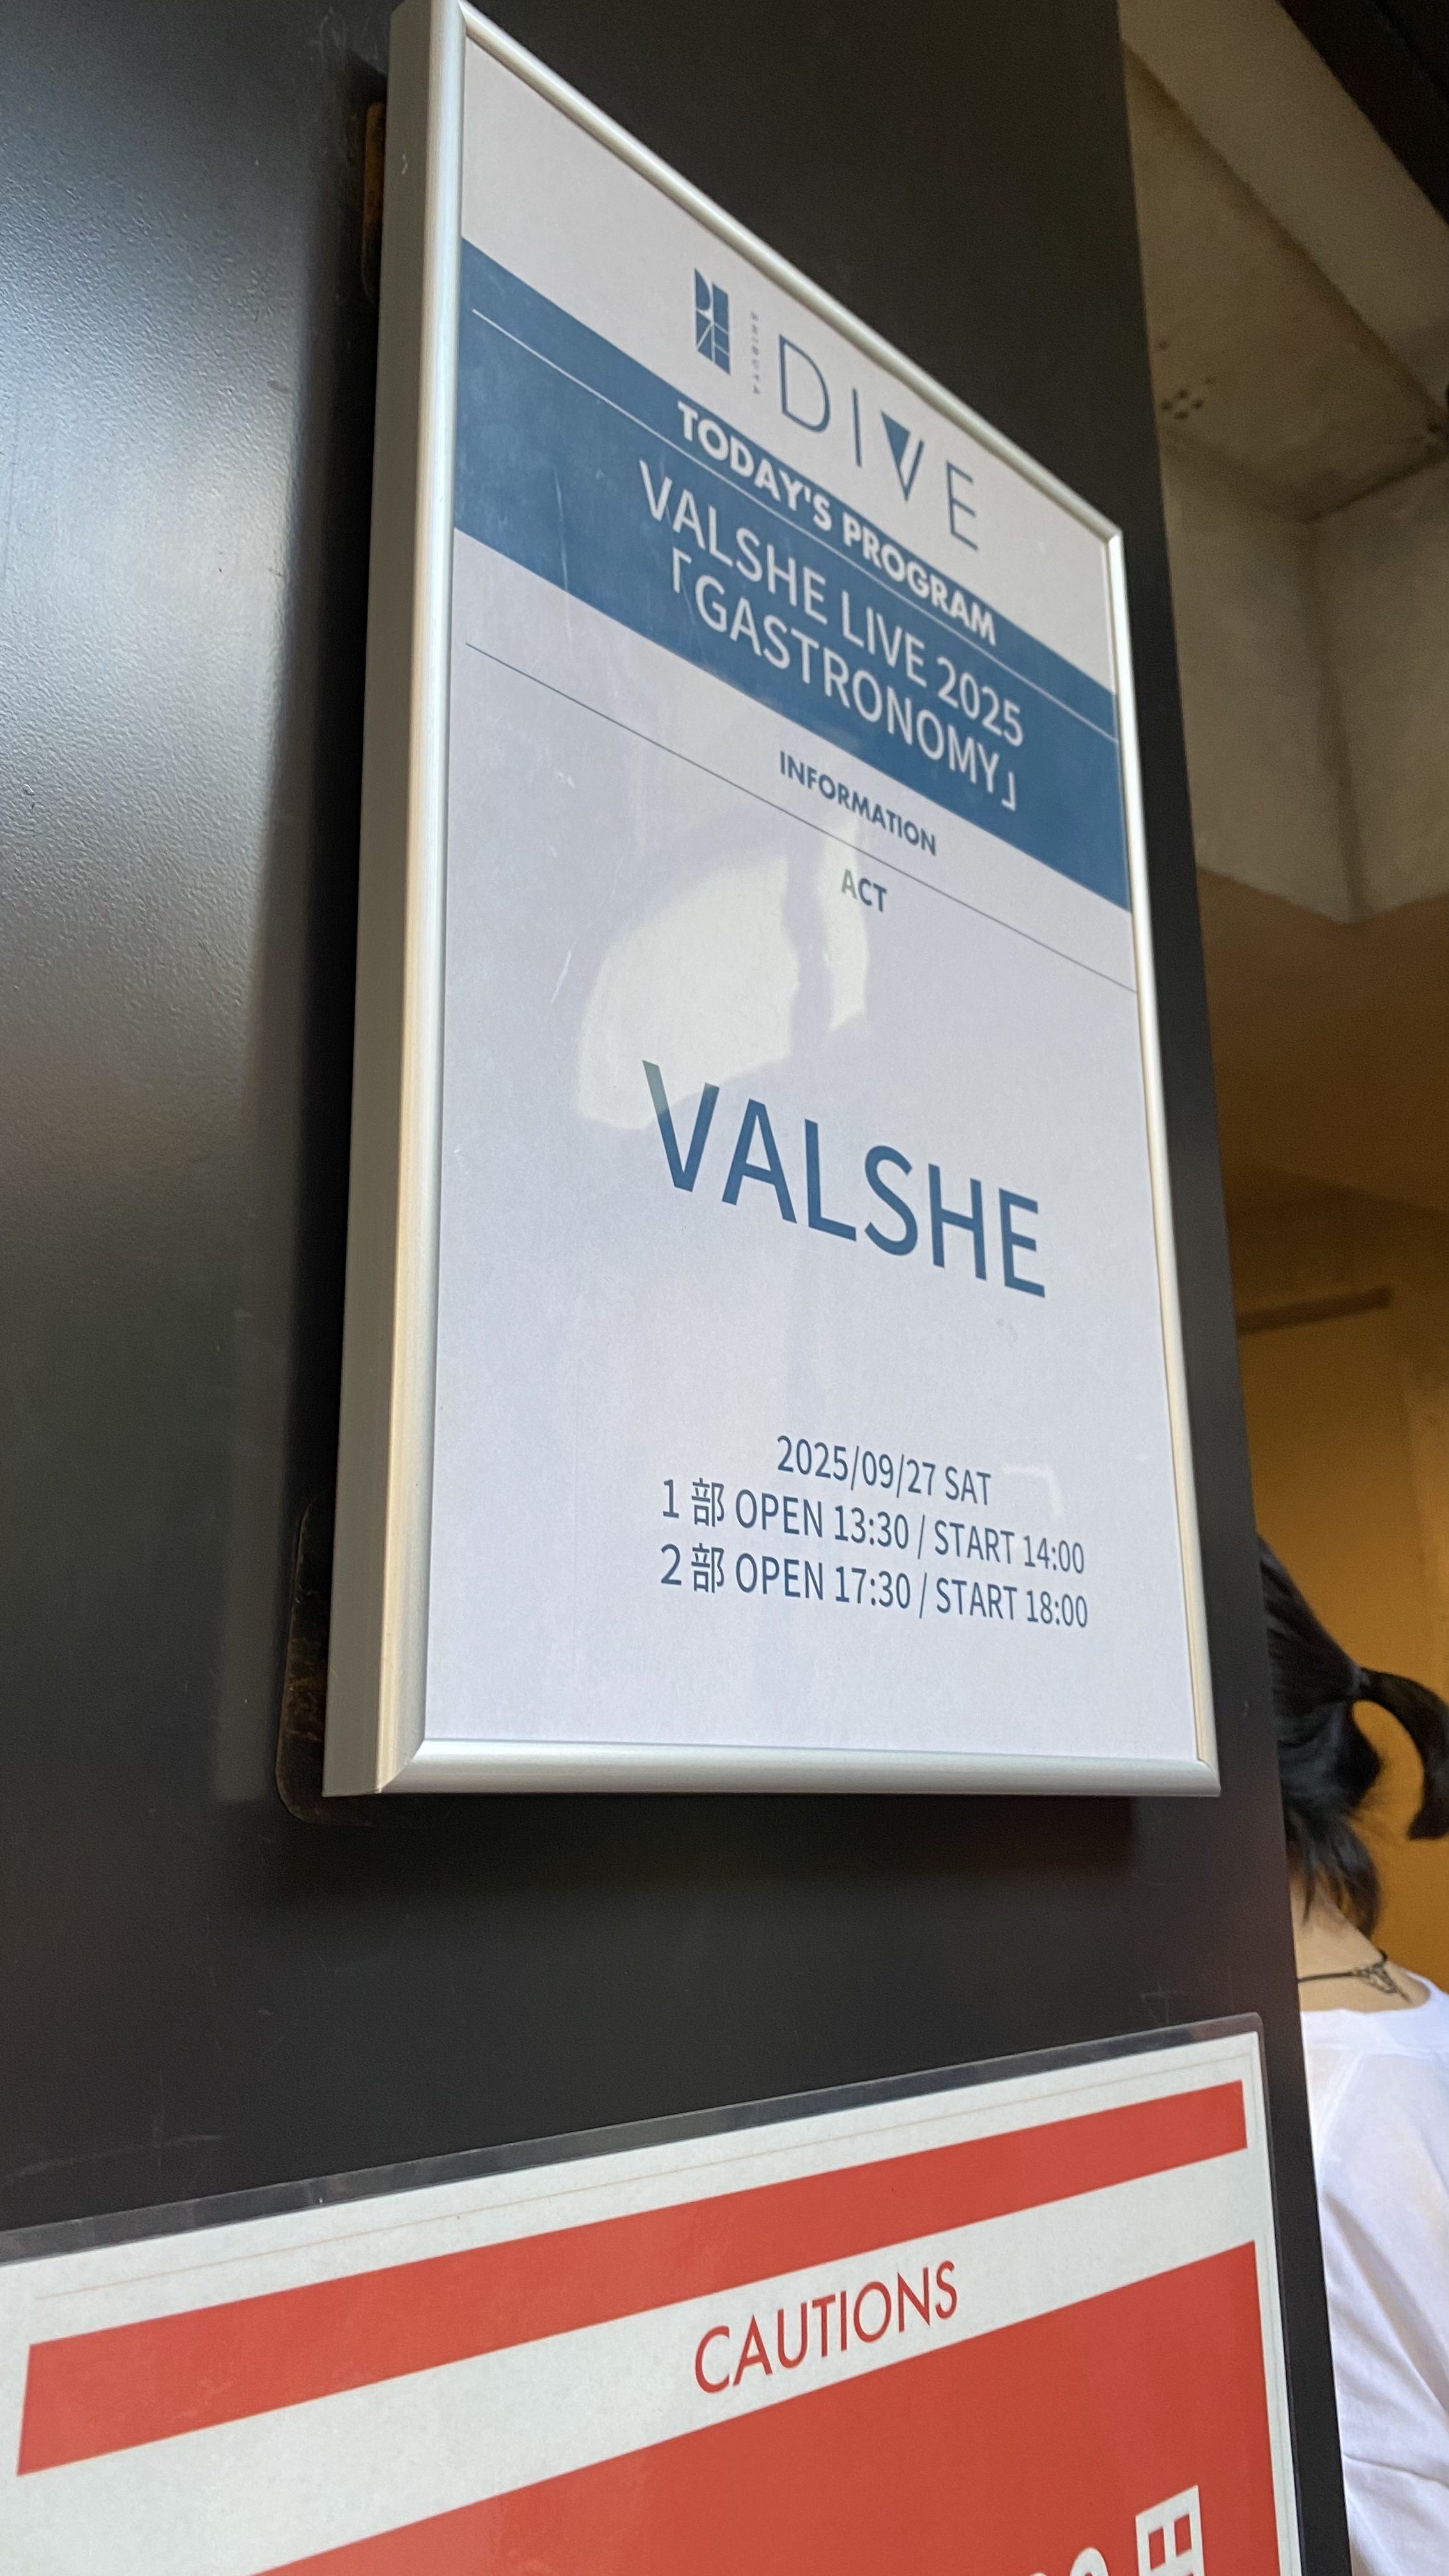 SHIBUYA
DIVE
TODAY'S PROGRAM
VALSHE LIVE 2025
「GASTRONOMY」
INFORMATION
ACT
VALSHE
2025/09/27 SAT
1 部 OPEN 13:30 / START 14:00
2 部 OPEN 17:30 / START 18:00
CAUTIONS